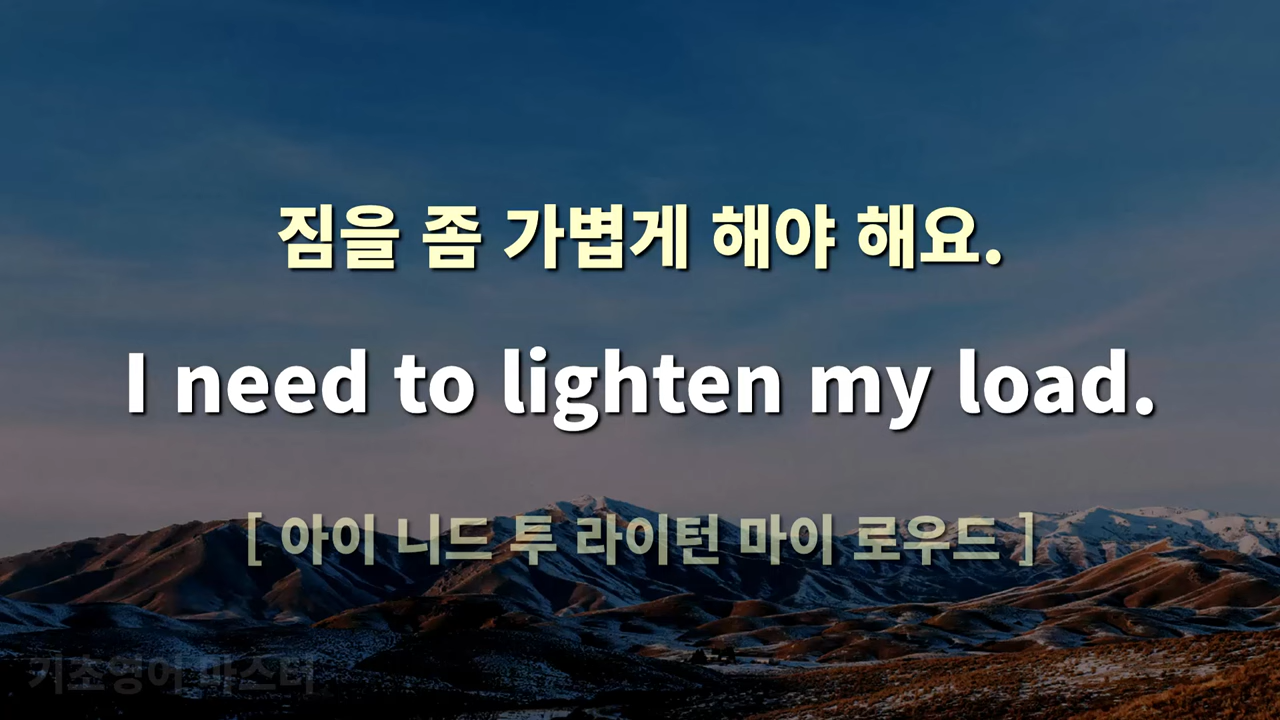 짐을 좀 가볍게 해야 해요.
I need to lighten my load.
[ 아이 니드 투 라이턴 마이 로우드 ]
기초영어 마스터